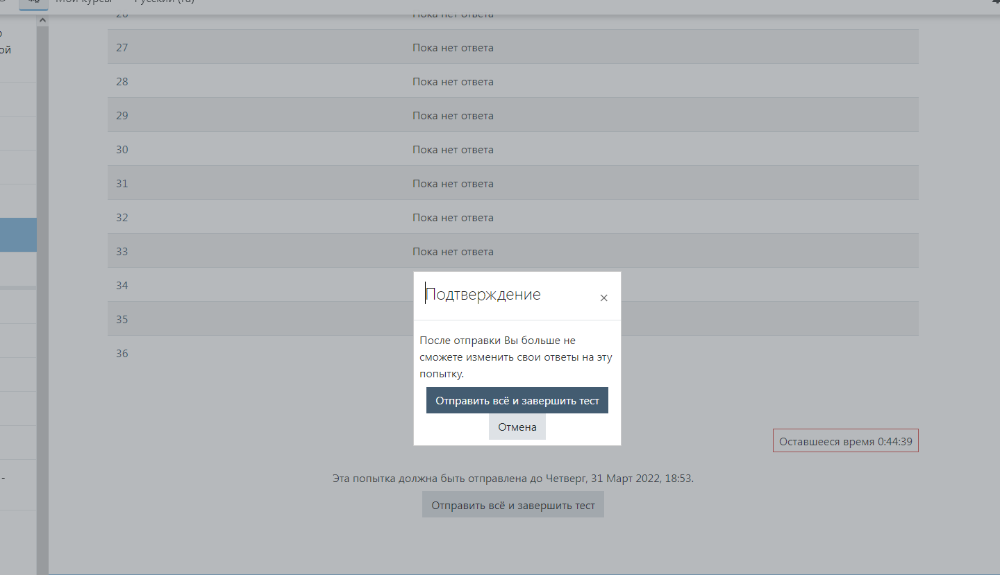 Мои курсы Русский (ru)
26 Пока нет ответа
о
27 Пока нет ответа
ой
28 Пока нет ответа
29 Пока нет ответа
30 Пока нет ответа
31 Пока нет ответа
32 Пока нет ответа
33 Пока нет ответа
34
Подтверждение
×
35
После отправки Вы больше не
сможете изменить свои ответы на эту
попытку.
36
Отправить всё и завершить тест
Отмена
Оставшееся время 0:44:39
Эта попытка должна быть отправлена до Четверг, 31 Март 2022, 18:53.
-
Отправить всё и завершить тест